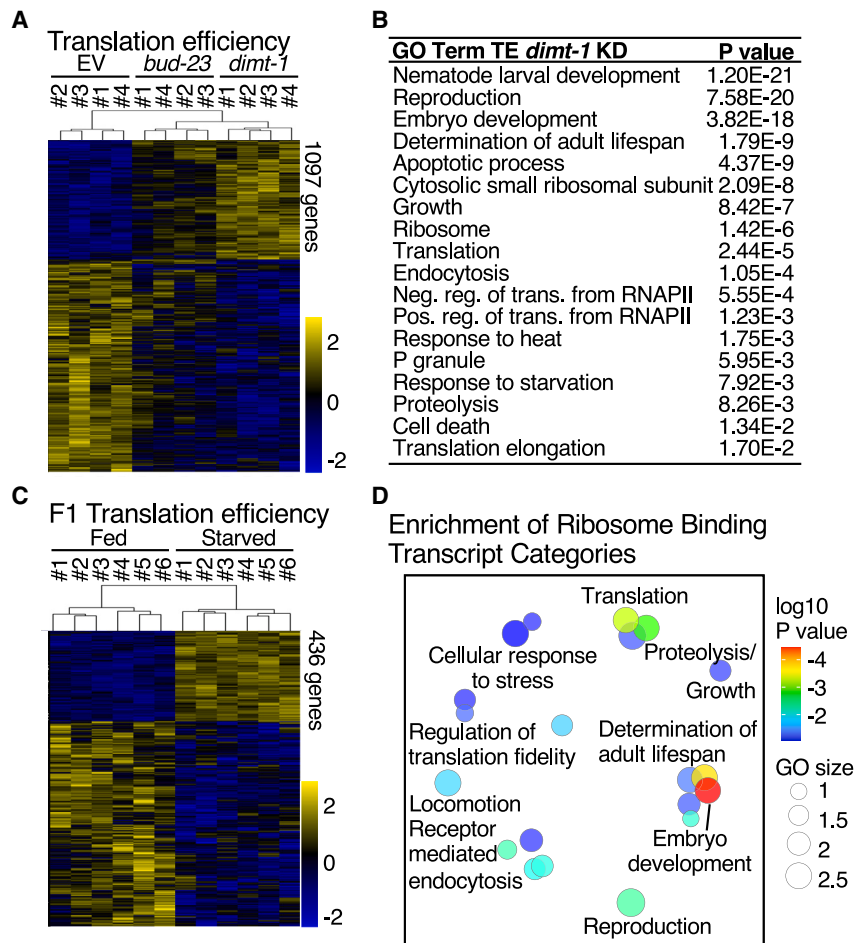 A
Translation efficiency
EV bud-23 dimt-1
#2 #3 #1 #4 #1 #4 #2 #3 #1 #2 #3 #4
1097 genes
2
0
-2
B
GO Term TE dimt-1 KD P value
Nematode larval development 1.20E-21
Reproduction 7.58E-20
Embryo development 3.82E-18
Determination of adult lifespan 1.79E-9
Apoptotic process 4.37E-9
Cytosolic small ribosomal subunit 2.09E-8
Growth 8.42E-7
Ribosome 1.42E-6
Translation 2.44E-5
Endocytosis 1.05E-4
Neg. reg. of trans. from RNAPII 5.55E-4
Pos. reg. of trans. from RNAPII 1.23E-3
Response to heat 1.75E-3
P granule 5.95E-3
Response to starvation 7.92E-3
Proteolysis 8.26E-3
Cell death 1.34E-2
Translation elongation 1.70E-2
C
F1 Translation efficiency
Fed Starved
#1 #2 #3 #4 #5 #6 #1 #2 #3 #4 #5 #6
436 genes
2
0
-2
D
Enrichment of Ribosome Binding
Transcript Categories
Translation
Cellular response
to stress
Proteolysis/
Growth
Regulation of
translation fidelity
Determination of
adult lifespan
Locomotion
Receptor
mediated
endocytosis
Embryo
development
Reproduction
log10
P value
-4
-3
-2
GO size
1
1.5
2
2.5